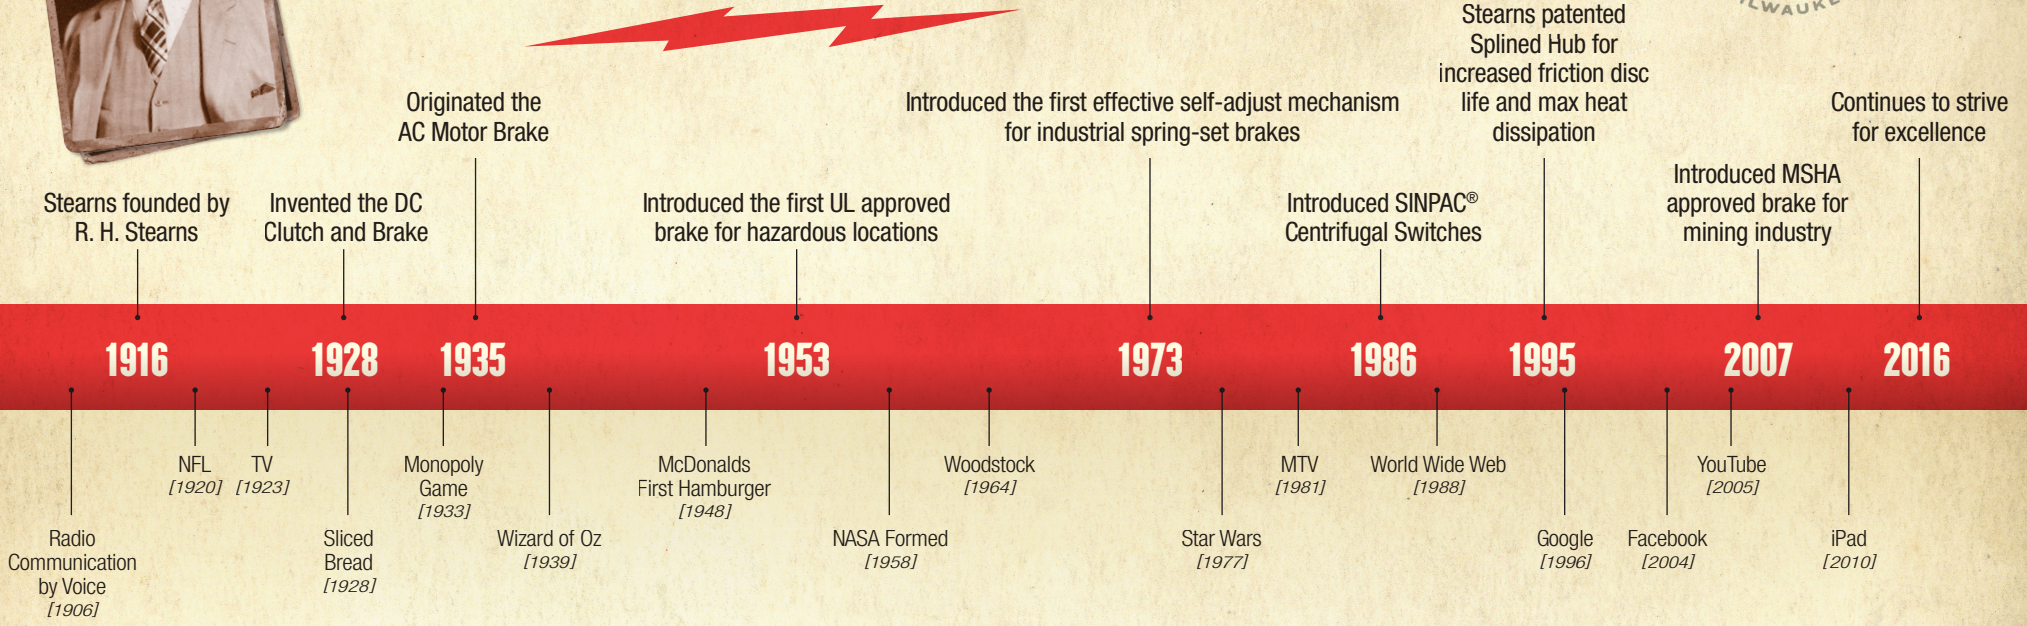 Stearns founded by
R. H. Stearns
1916
Invented the DC
Clutch and Brake
1928
Originated the
AC Motor Brake
1935
Introduced the first UL approved
brake for hazardous locations
1953
Introduced the first effective self-adjust mechanism
for industrial spring-set brakes
1973
Introduced SINPAC®
Centrifugal Switches
1986
Stearns patented
Splined Hub for
increased friction disc
life and max heat
dissipation
1995
Introduced MSHA
approved brake for
mining industry
2007
Continues to strive
for excellence
2016
Radio
Communication
by Voice
[1906]
NFL
[1920]
TV
[1923]
Sliced
Bread
[1928]
Monopoly
Game
[1933]
Wizard of Oz
[1939]
McDonalds
First Hamburger
[1948]
NASA Formed
[1958]
Woodstock
[1964]
Star Wars
[1977]
MTV
[1981]
World Wide Web
[1988]
Google
[1996]
Facebook
[2004]
YouTube
[2005]
iPad
[2010]